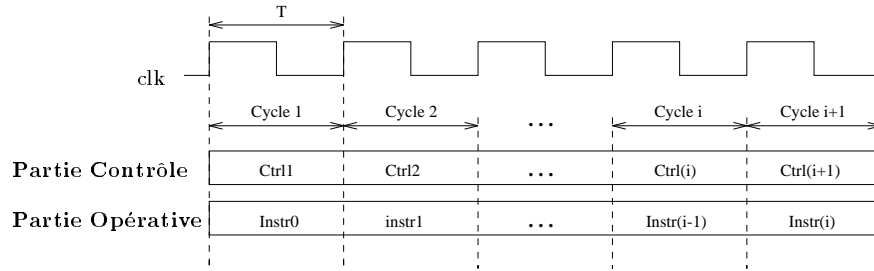 T
clk
Cycle 1 Cycle 2 ... Cycle i Cycle i+1
Partie Contrôle Ctrl1 Ctrl2 ... Ctrl(i) Ctrl(i+1)
Partie Opérative Instr0 instr1 ... Instr(i-1) Instr(i)